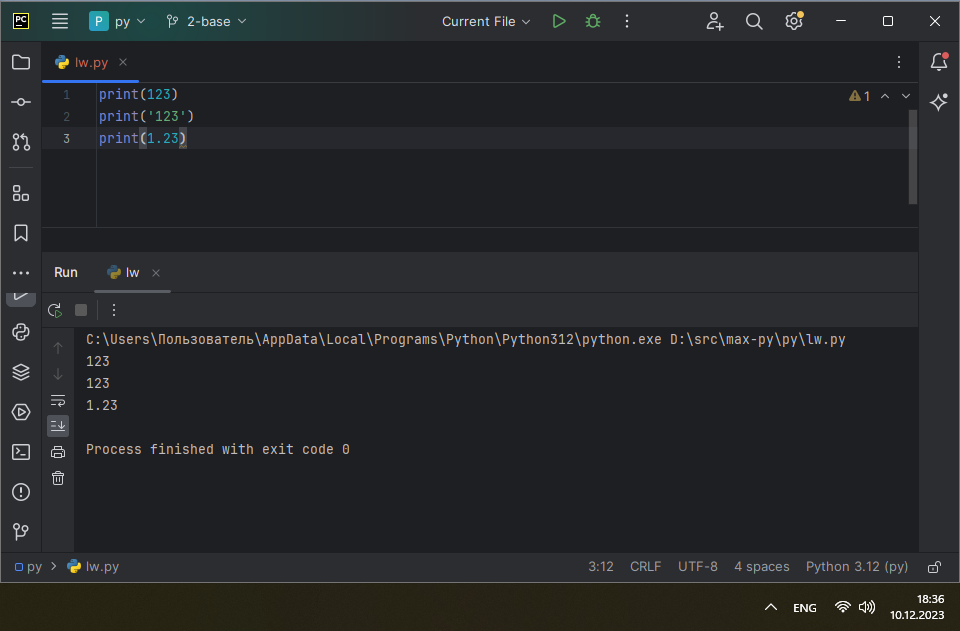 PC P py 2-base Current File
lw.py
1 print(123)
2 print('123')
3 print(1.23)
1
Run lw
C:\Users\Пользователь\AppData\Local\Programs\Python\Python312\python.exe D:\src\max-py\py\lw.py
123
123
1.23
Process finished with exit code 0
py lw.py 3:12 CRLF UTF-8 4 spaces Python 3.12 (py)
ENG 18:36
10.12.2023